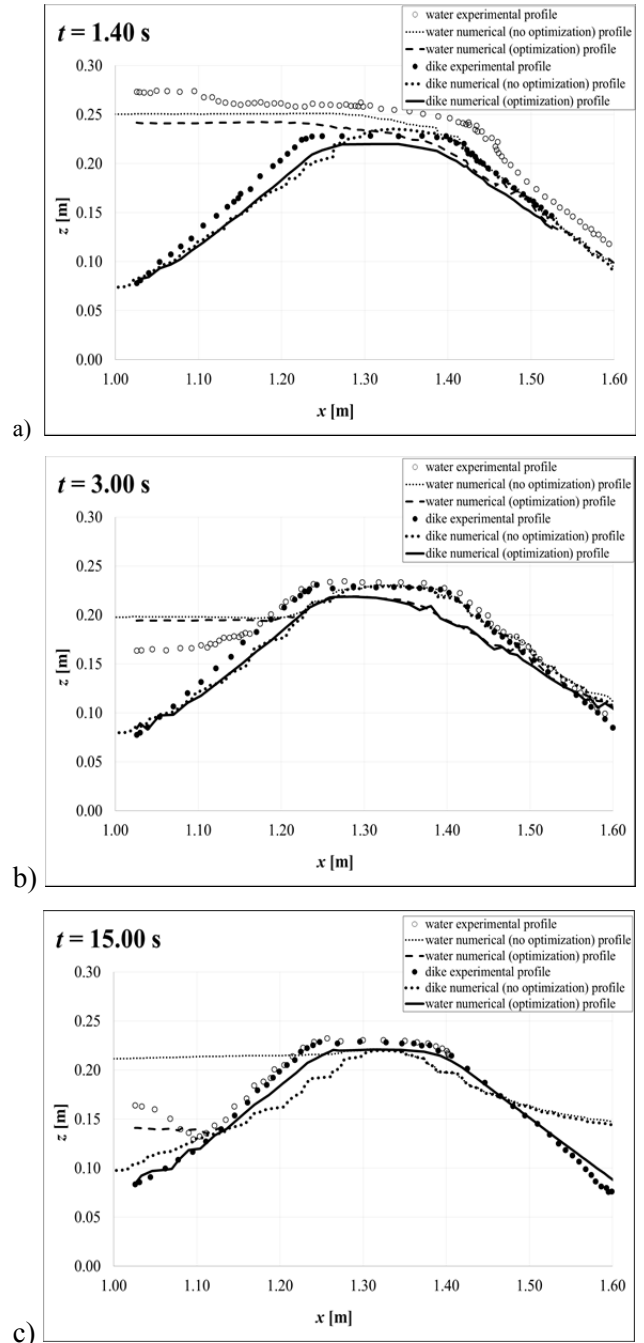 t = 1.40 s
water experimental profile
water numerical (no optimization) profile
water numerical (optimization) profile
dike experimental profile
dike numerical (no optimization) profile
dike numerical (optimization) profile
0.30
0.25
0.20
0.15
0.10
0.05
0.00
z [m]
1.00 1.10 1.20 1.30 1.40 1.50 1.60
x [m]
a)
t = 3.00 s
water experimental profile
water numerical (no optimization) profile
water numerical (optimization) profile
dike experimental profile
dike numerical (no optimization) profile
dike numerical (optimization) profile
0.30
0.25
0.20
0.15
0.10
0.05
0.00
z [m]
1.00 1.10 1.20 1.30 1.40 1.50 1.60
x [m]
b)
t = 15.00 s
water experimental profile
water numerical (no optimization) profile
water numerical (optimization) profile
dike experimental profile
dike numerical (no optimization) profile
water numerical (optimization) profile
0.30
0.25
0.20
0.15
0.10
0.05
0.00
z [m]
1.00 1.10 1.20 1.30 1.40 1.50 1.60
x [m]
c)